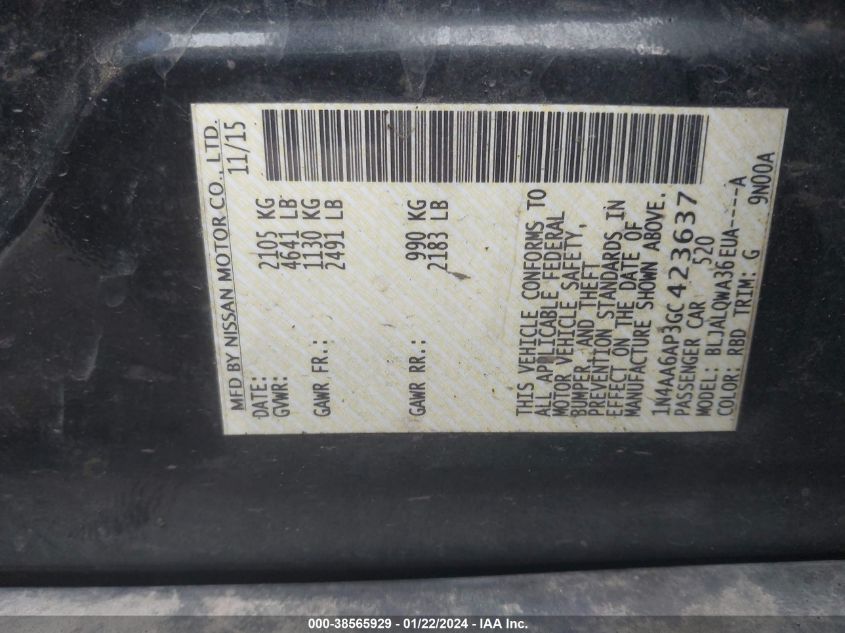 MFD BY NISSAN MOTOR CO., LTD.
DATE: 11/15
GVWR: 2105 KG
4641 LB
GAWR FR.: 1130 KG
2491 LB
GAWR RR.: 990 KG
2183 LB
THIS VEHICLE CONFORMS TO
ALL APPLICABLE FEDERAL
MOTOR VEHICLE SAFETY,
BUMPER, AND THEFT
PREVENTION STANDARDS IN
EFFECT ON THE DATE OF
MANUFACTURE SHOWN ABOVE.
1N4AA6AP3GC423637
PASSENGER CAR 520
MODEL: BLJALQWA36EUA----A
COLOR: RBD TRIM: G 9N00A
000-38565929 - 01/22/2024 - IAA Inc.